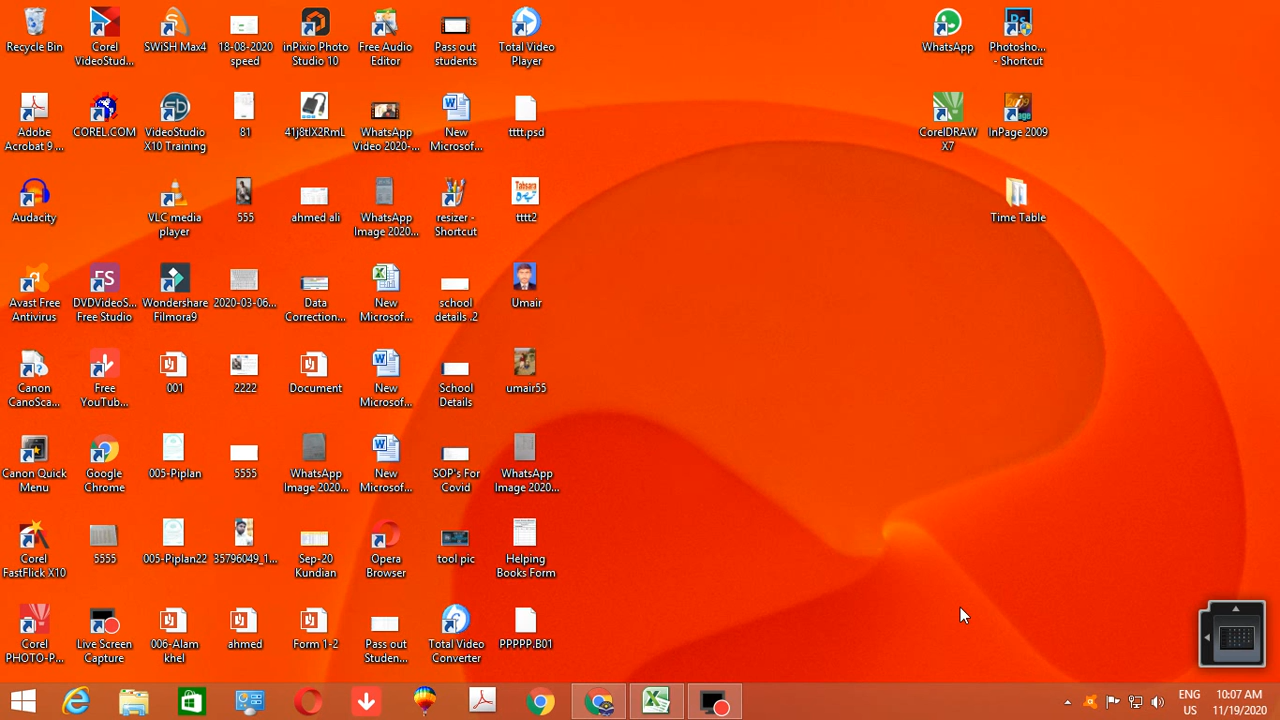 Recycle Bin
Corel
VideoStud...
SWiSH Max4
18-08-2020
speed
inPixio Photo
Studio 10
Free Audio
Editor
Pass out
students
Total Video
Player
WhatsApp
Photosho...
- Shortcut
Adobe
Acrobat 9 ...
COREL.COM
VideoStudio
X10 Training
81
41j8tlX2RmL
WhatsApp
Video 2020-...
New
Microsof...
tttt.psd
CorelDRAW
X7
InPage 2009
Audacity
VLC media
player
555
ahmed ali
WhatsApp
Image 2020...
resizer -
Shortcut
tttt2
Time Table
Avast Free
Antivirus
DVDVideoS...
Free Studio
Wondershare
Filmora9
2020-03-06...
Data
Correction...
New
Microsof...
school
details .2
Umair
Canon
CanoSca...
Free
YouTub...
001
2222
Document
New
Microsof...
School
Details
umair55
Canon Quick
Menu
Google
Chrome
005-Piplan
5555
WhatsApp
Image 2020...
New
Microsof...
SOP's For
Covid
WhatsApp
Image 2020...
Corel
FastFlick X10
5555
005-Piplan22
35796049_1...
Sep-20
Kundian
Opera
Browser
tool pic
Helping
Books Form
Corel
PHOTO-P...
Live Screen
Capture
006-Alam
khel
ahmed
Form 1-2
Pass out
Studen...
Total Video
Converter
PPPPP.B01
ENG
US
10:07 AM
11/19/2020